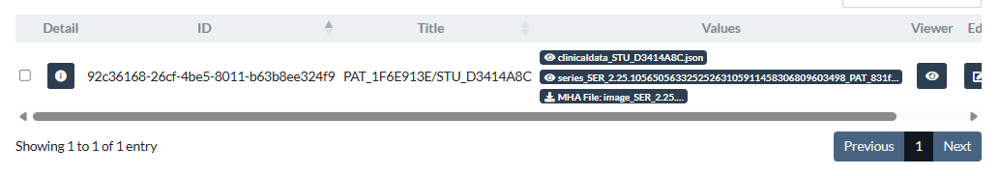 Detail ID Title Values Viewer Ed
clinicaldata_STU_D3414A8C.json
92c36168-26cf-4be5-8011-b63b8ee324f9 PAT_1F6E913E/STU_D3414A8C series_SER_2.25.105650563325252631059114583068096034​98_PAT_831f...
MHA File: image_SER_2.25....
Showing 1 to 1 of 1 entry Previous 1 Next